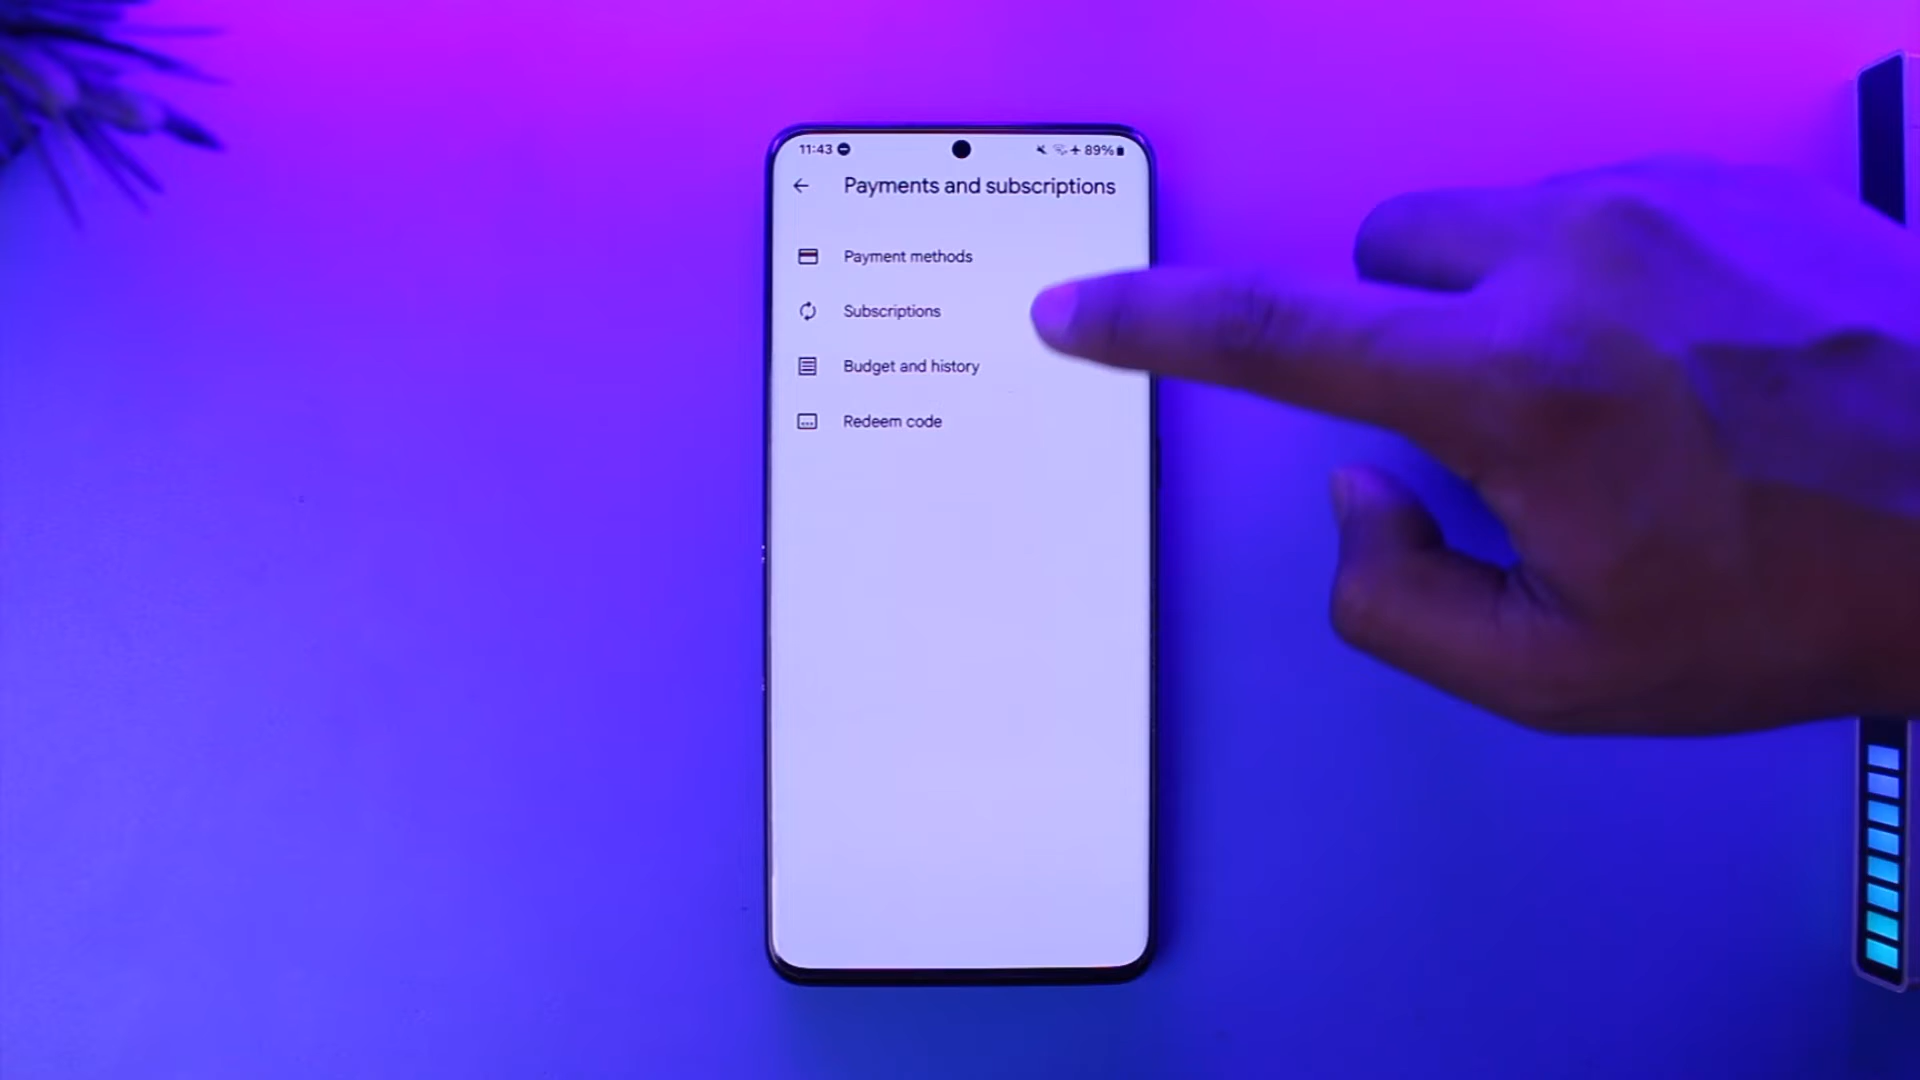 11:43 89%
Payments and subscriptions
Payment methods
Subscriptions
Budget and history
Redeem code